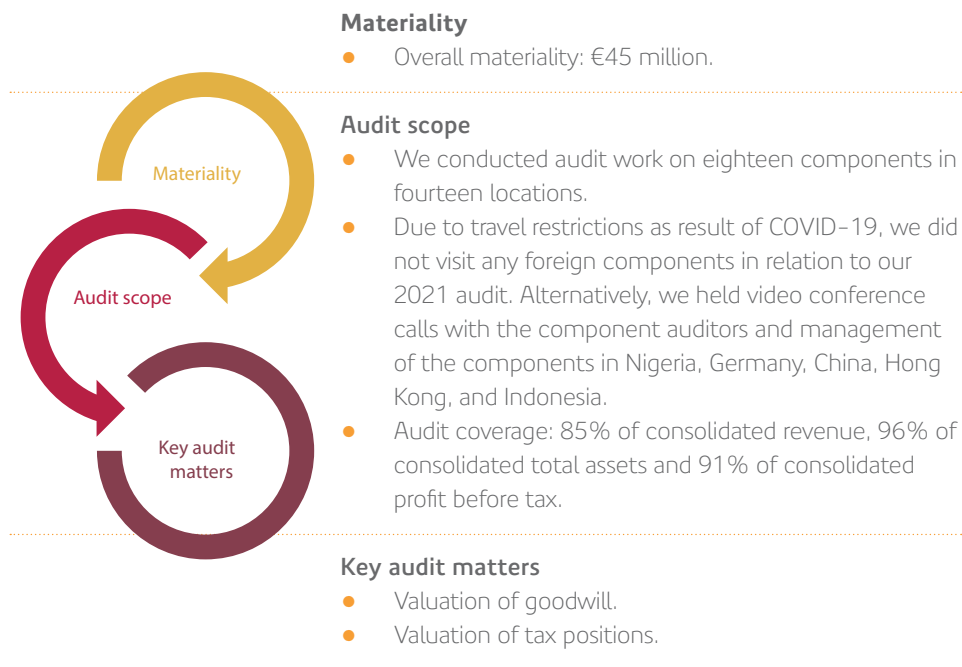 Materiality
● Overall materiality: €45 million.
Materiality
Audit scope
● We conducted audit work on eighteen components in
fourteen locations.
● Due to travel restrictions as result of COVID-19, we did
not visit any foreign components in relation to our
2021 audit. Alternatively, we held video conference
calls with the component auditors and management
of the components in Nigeria, Germany, China, Hong
Kong, and Indonesia.
● Audit coverage: 85% of consolidated revenue, 96% of
consolidated total assets and 91% of consolidated
profit before tax.
Audit scope
Key audit
matters
Key audit matters
● Valuation of goodwill.
● Valuation of tax positions.